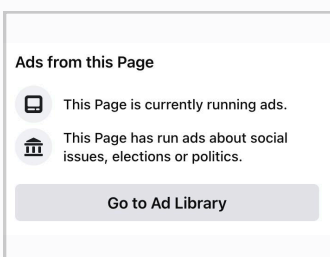 Ads from this Page
This Page is currently running ads.
This Page has run ads about social
issues, elections or politics.
Go to Ad Library